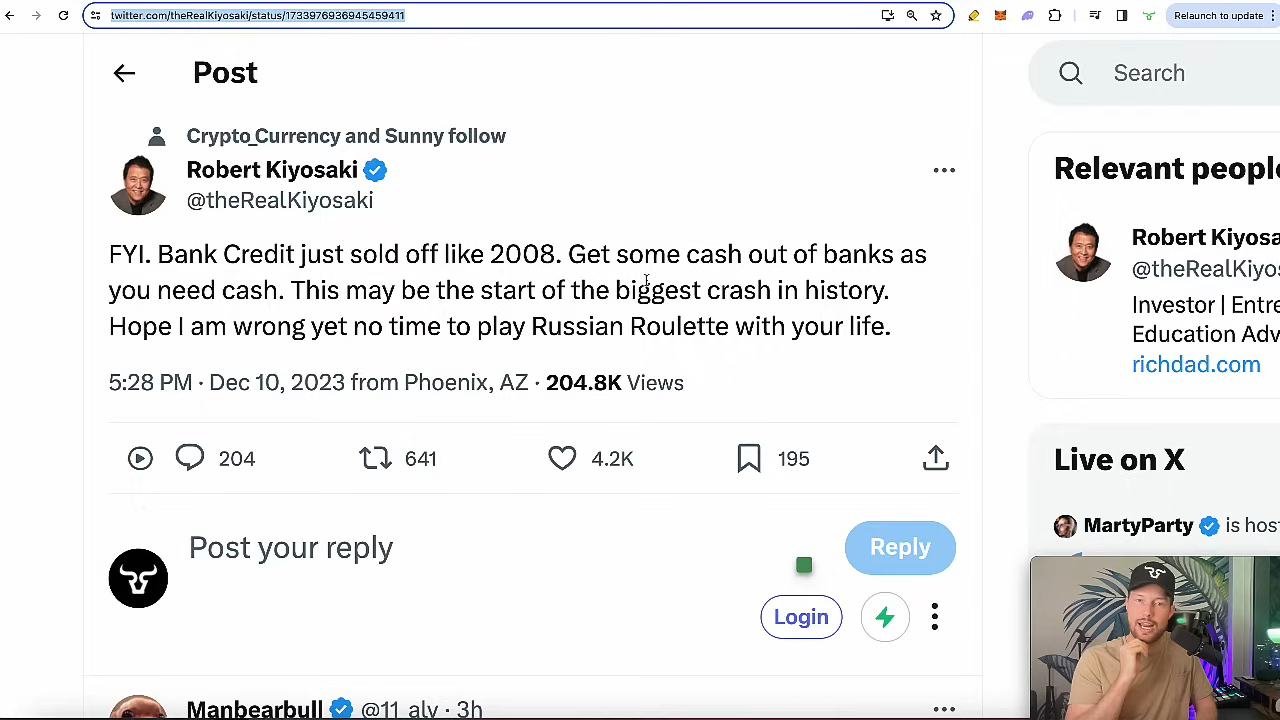 twitter.com/theRealKiyosaki/status/1733976936945459411
Relaunch to update
Post
Search
Crypto_Currency and Sunny follow
Robert Kiyosaki
@theRealKiyosaki
FYI. Bank Credit just sold off like 2008. Get some cash out of banks as
you need cash. This may be the start of the biggest crash in history.
Hope I am wrong yet no time to play Russian Roulette with your life.
5:28 PM · Dec 10, 2023 from Phoenix, AZ · 204.8K Views
204 641 4.2K 195
Post your reply
Reply
Login
Manbearbull @11_aly · 3h
Relevant people
Robert Kiyosa
@theRealKiyos
Investor | Entre
Education Adv
richdad.com
Live on X
MartyParty is hos